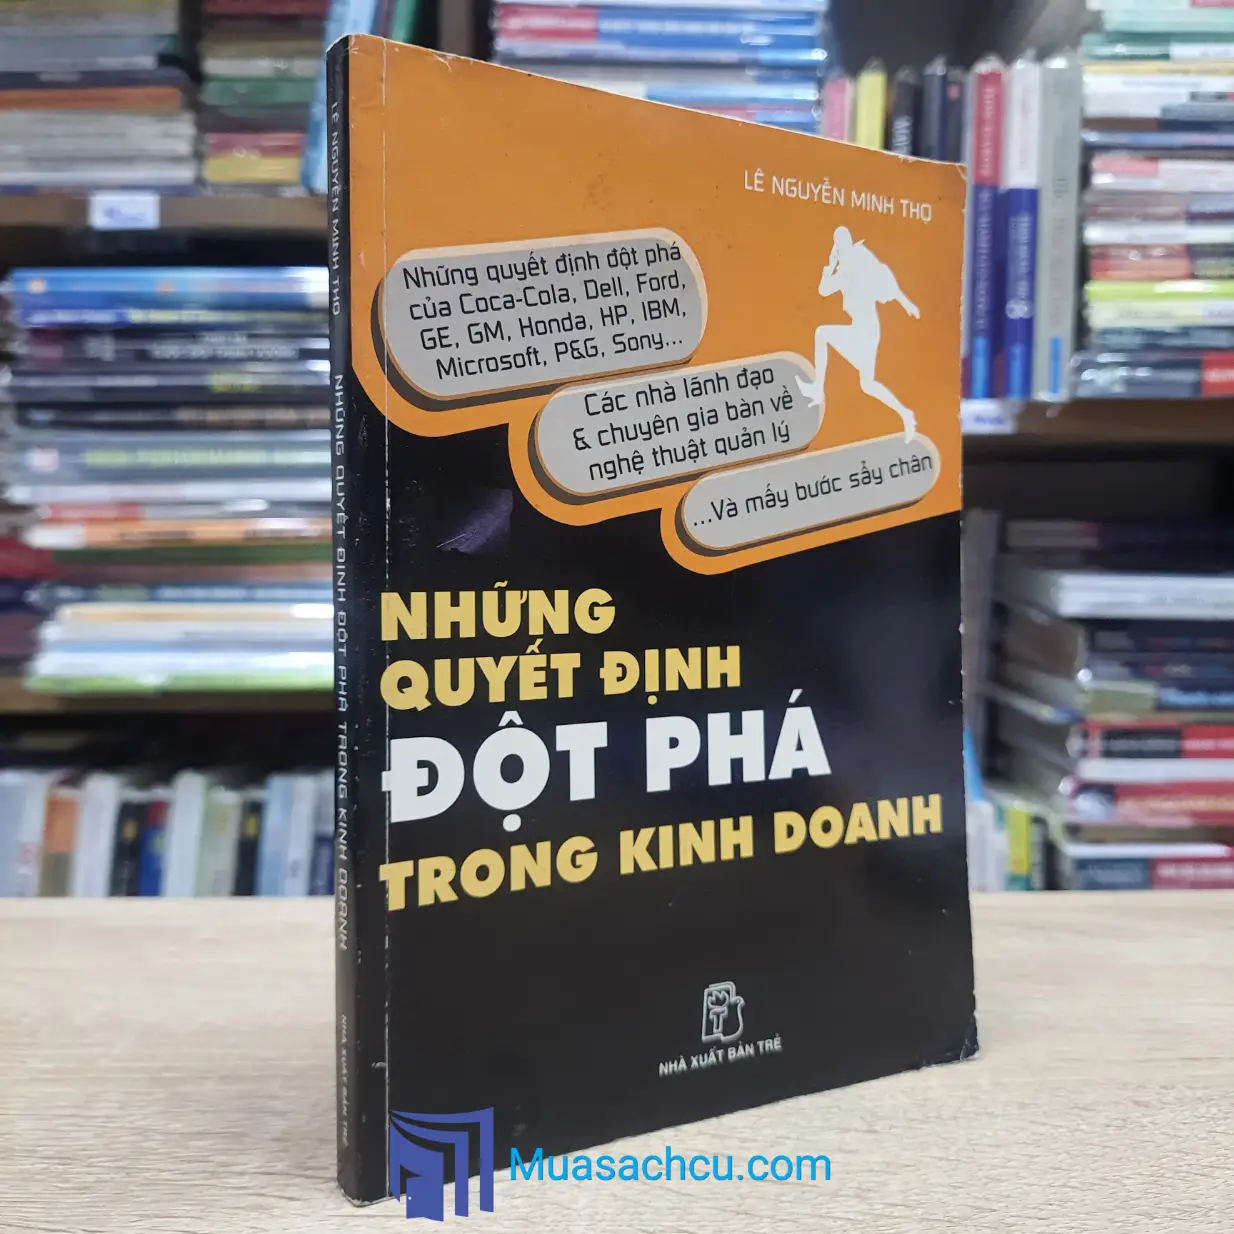 LÊ NGUYỄN MINH THỌ
Những quyết định đột phá
của Coca-Cola, Dell, Ford,
GE, GM, Honda, HP, IBM,
Microsoft, P&G, Sony...
Các nhà lãnh đạo
& chuyên gia bàn về
nghệ thuật quản lý
...Và mấy bước sẩy chân
NHỮNG
QUYẾT ĐỊNH
ĐỘT PHÁ
TRONG KINH DOANH
NHÀ XUẤT BẢN TRẺ
LÊ NGUYỄN MINH THỌ NHỮNG QUYẾT ĐỊNH ĐỘT PHÁ TRONG KINH DOANH NHÀ XUẤT BẢN TRẺ
Muasachcu.com